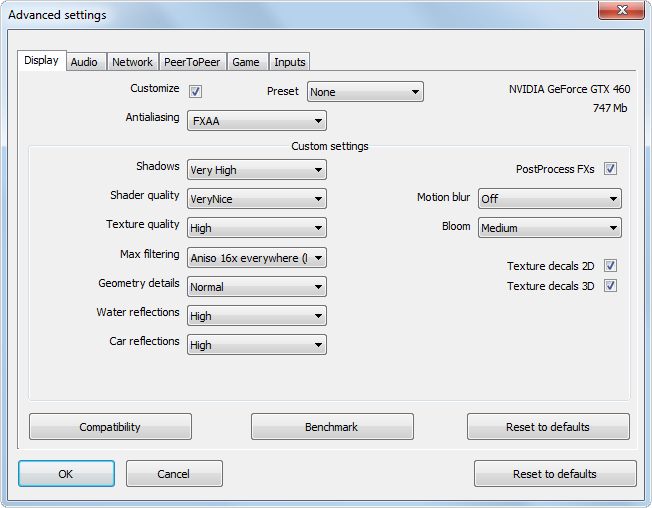 Advanced settings
Display Audio Network PeerToPeer Game Inputs
Customize Preset None NVIDIA GeForce GTX 460
747 Mb
Antialiasing FXAA
Custom settings
Shadows Very High PostProcess FXs
Shader quality VeryNice Motion blur Off
Texture quality High Bloom Medium
Max filtering Aniso 16x everywhere (
Texture decals 2D
Geometry details Normal Texture decals 3D
Water reflections High
Car reflections High
Compatibility Benchmark Reset to defaults
OK Cancel Reset to defaults